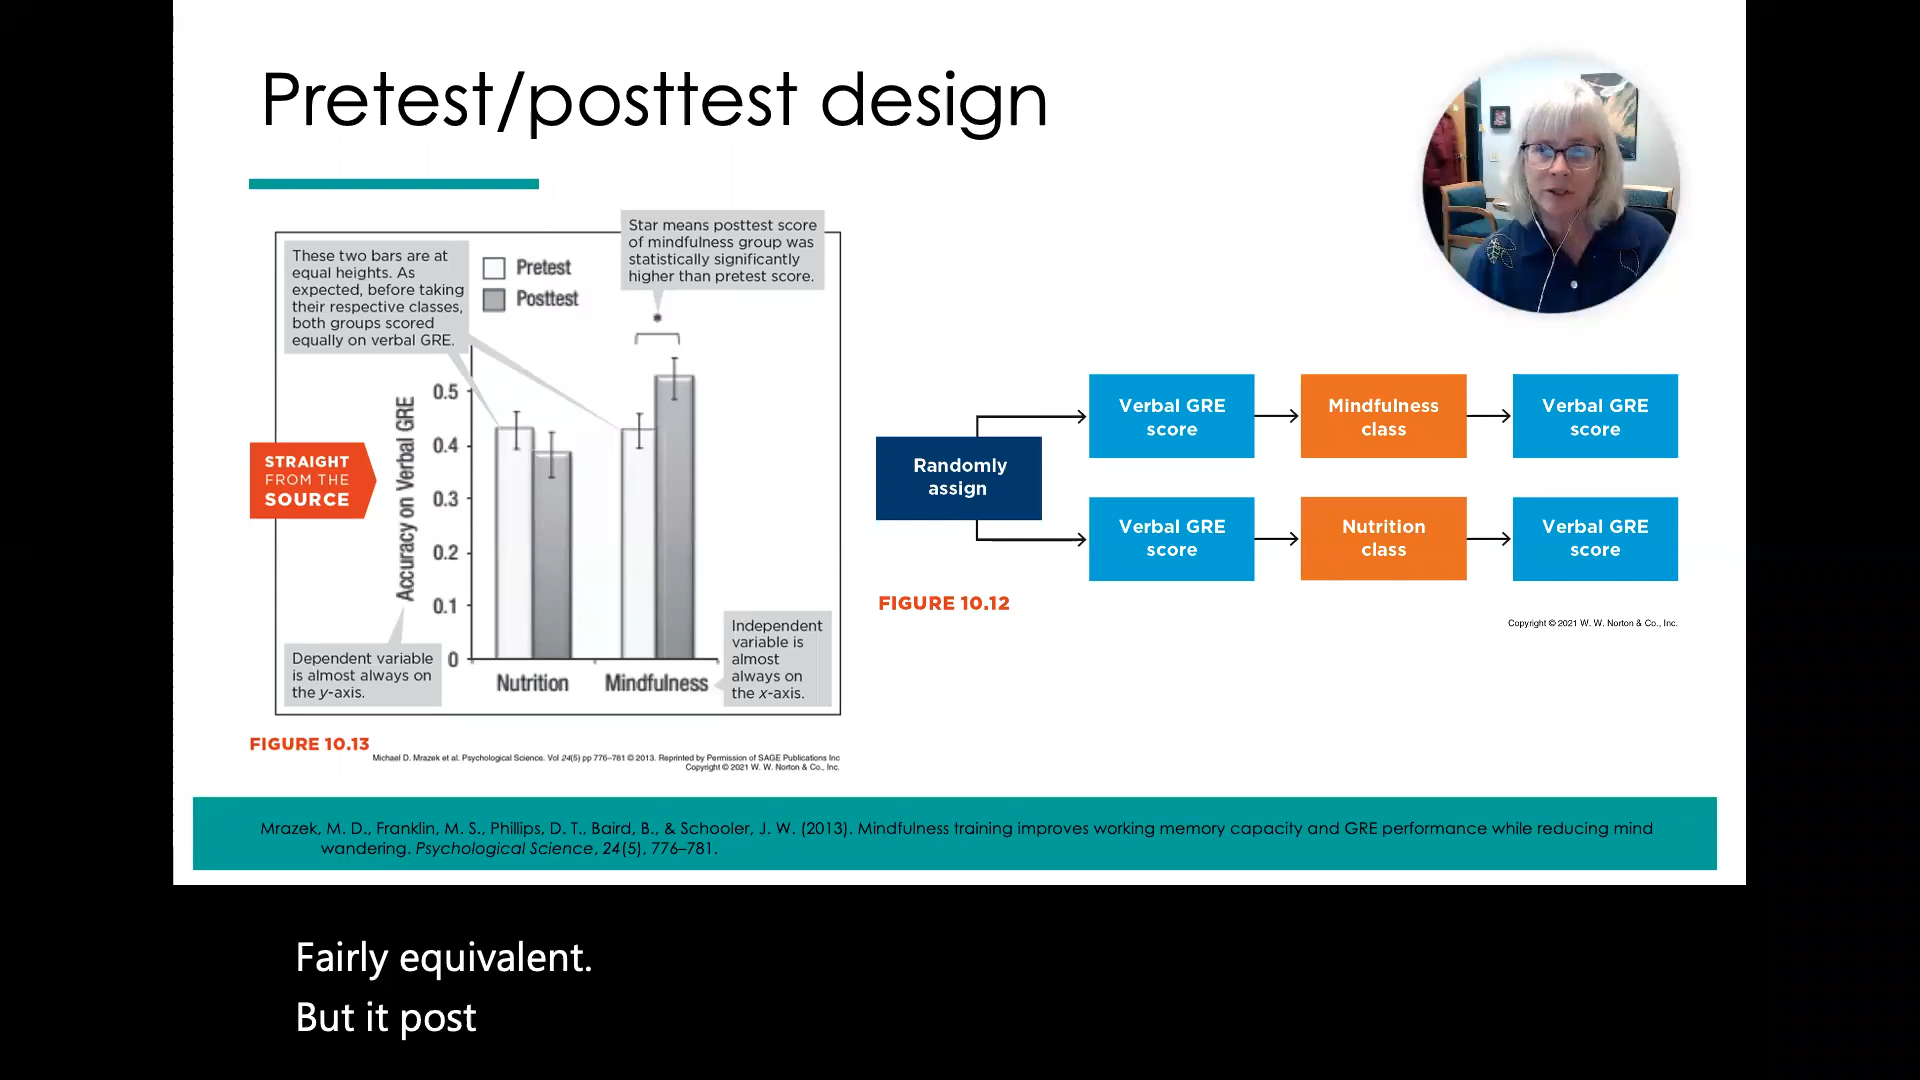 Pretest/posttest design
These two bars are at
equal heights. As
expected, before taking
their respective classes,
both groups scored
equally on verbal GRE.
Pretest
Posttest
Star means posttest score
of mindfulness group was
statistically significantly
higher than pretest score.
*
Accuracy on Verbal GRE
0.5
0.4
0.3
0.2
0.1
0
Nutrition
Mindfulness
STRAIGHT
FROM THE
SOURCE
Dependent variable
is almost always on
the y-axis.
Independent
variable is
almost
always on
the x-axis.
FIGURE 10.13
Michael D. Mrazek et al. Psychological Science. Vol 24(5) pp 776–781 © 2013. Reprinted by Permission of SAGE Publications Inc
Copyright © 2021 W. W. Norton & Co., Inc.
Randomly
assign
Verbal GRE
score
Mindfulness
class
Verbal GRE
score
Verbal GRE
score
Nutrition
class
Verbal GRE
score
FIGURE 10.12
Copyright © 2021 W. W. Norton & Co., Inc.
Mrazek, M. D., Franklin, M. S., Phillips, D. T., Baird, B., & Schooler, J. W. (2013). Mindfulness training improves working memory capacity and GRE performance while reducing mind
wandering. Psychological Science, 24(5), 776–781.
Fairly equivalent.
But it post